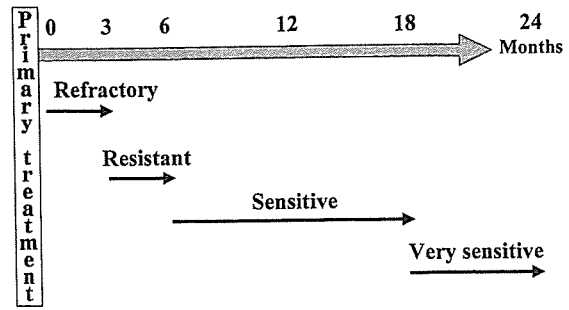 Primary treatment
0 3 6 12 18 24
Months
Refractory
Resistant
Sensitive
Very sensitive